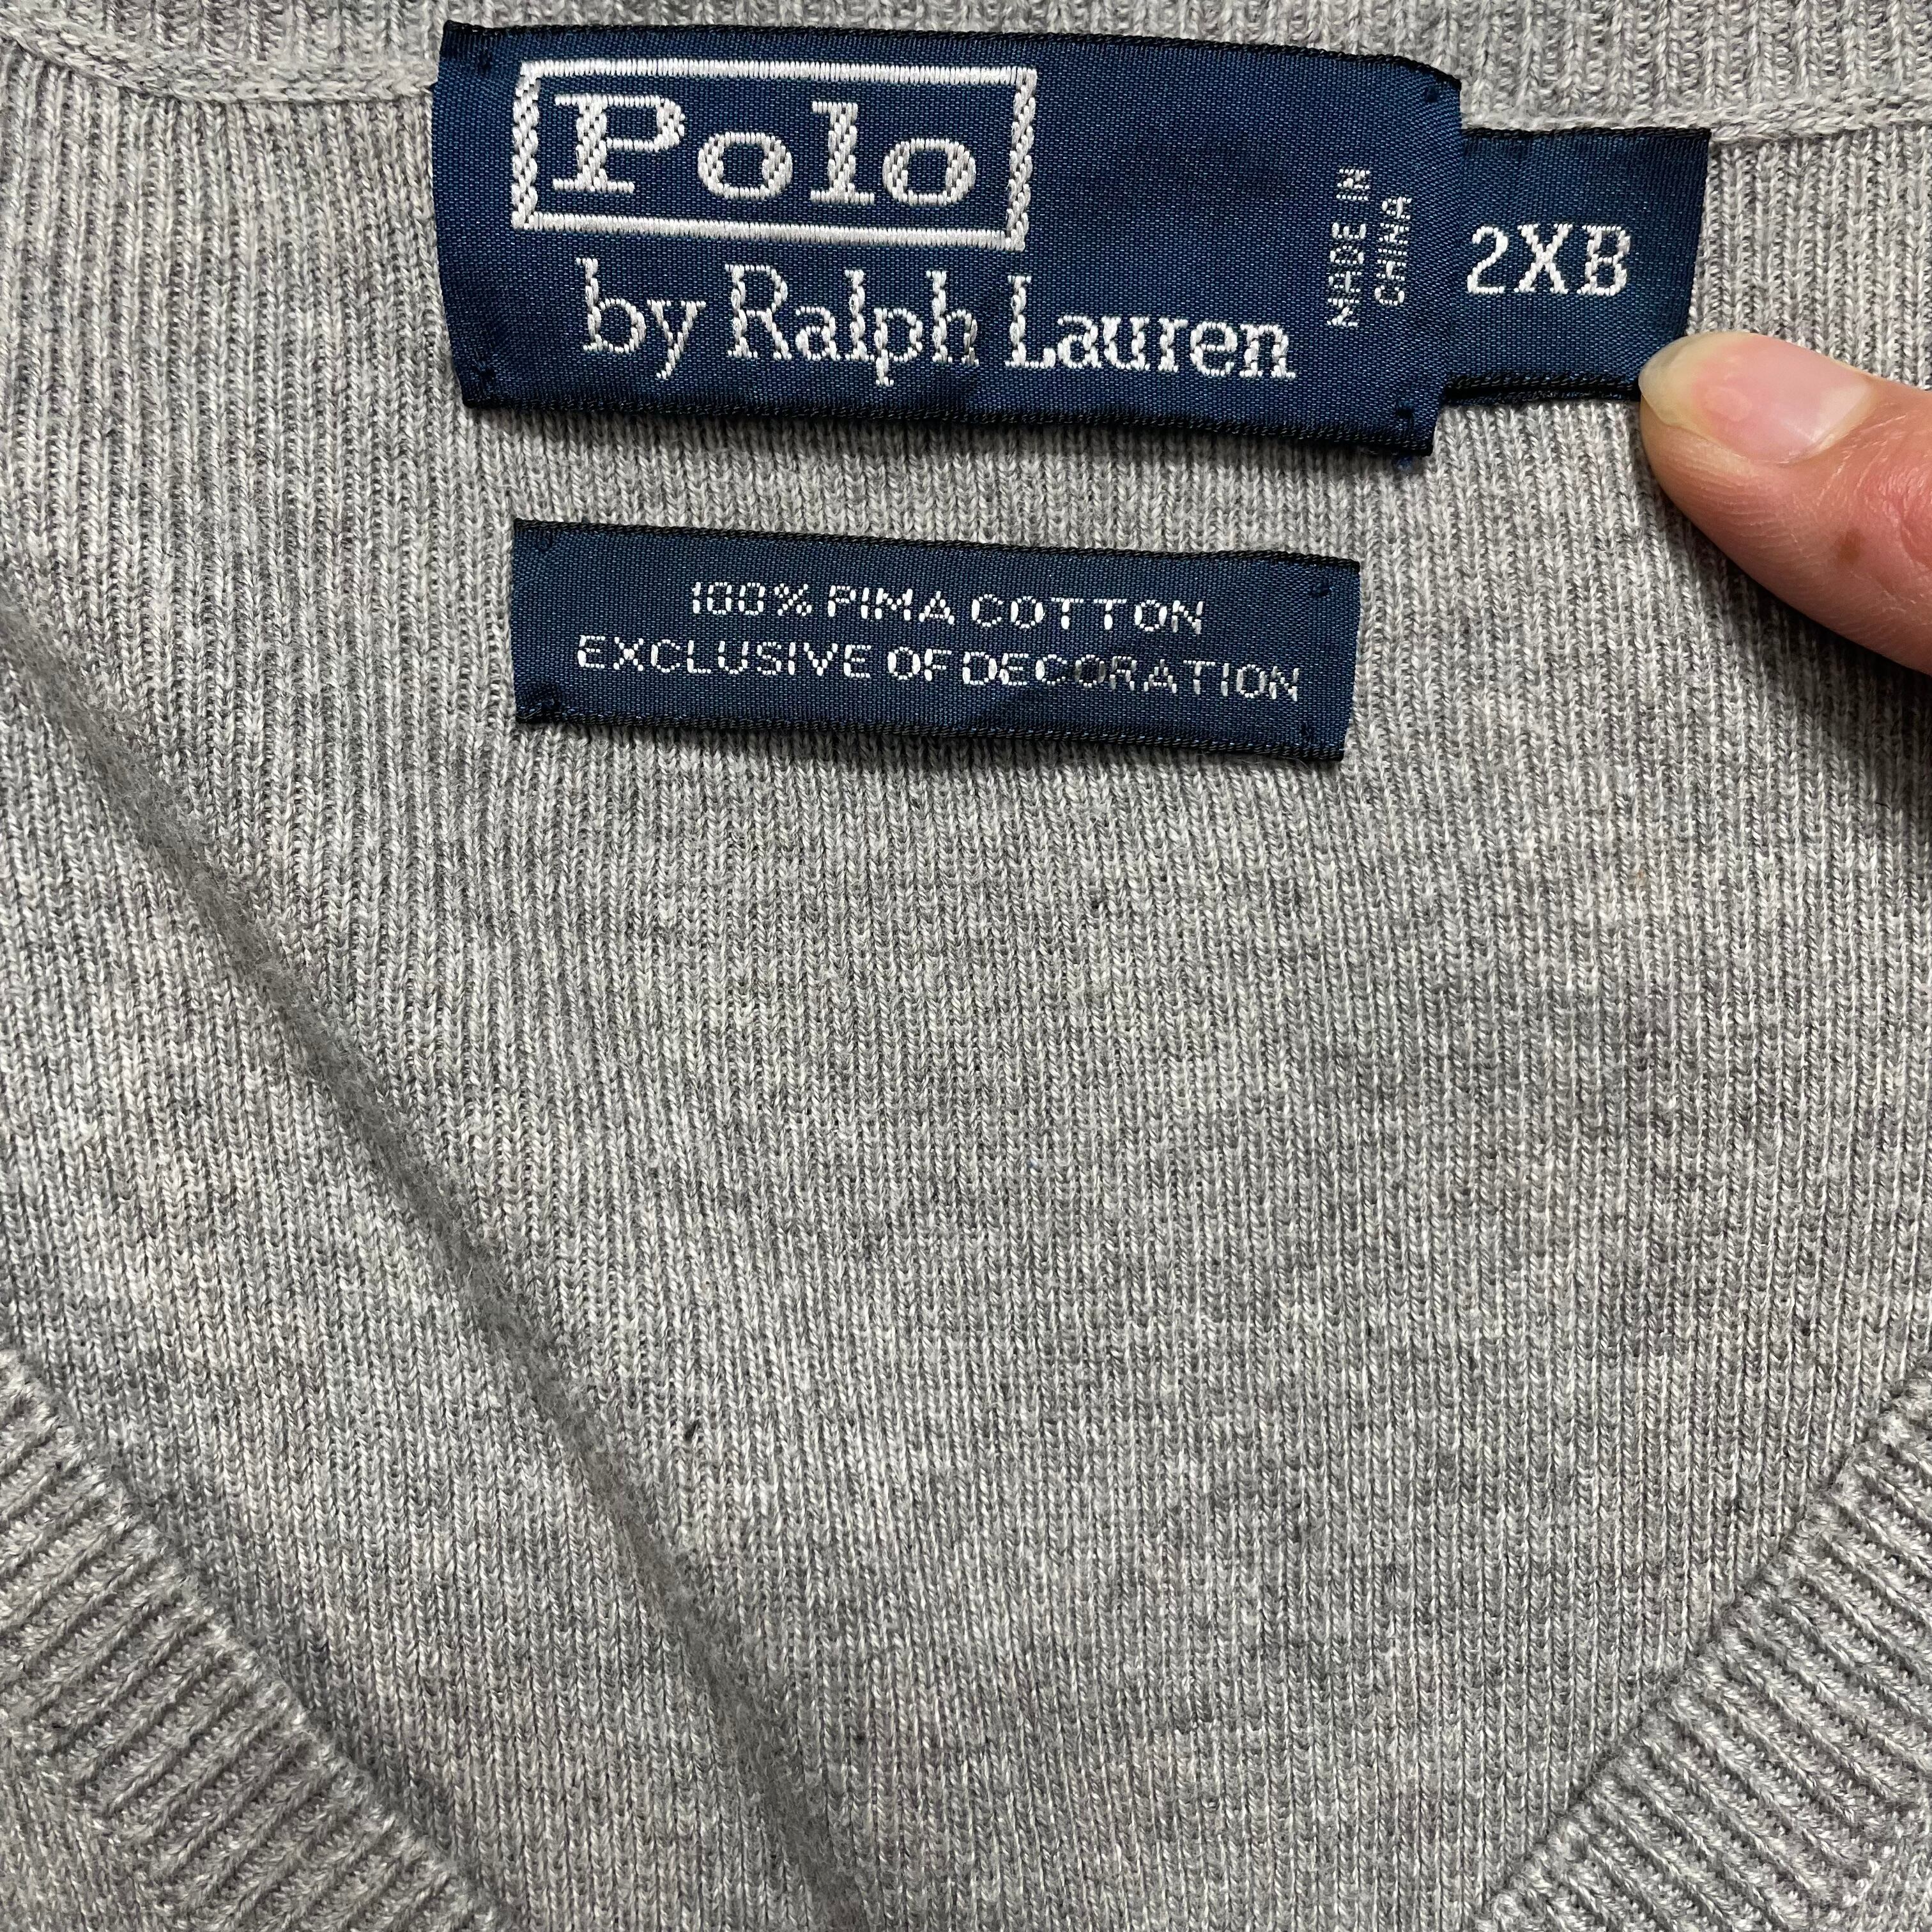 Polo
by Ralph Lauren
MADE IN
CHINA
2XB
100% PIMA COTTON
EXCLUSIVE OF DECORATION